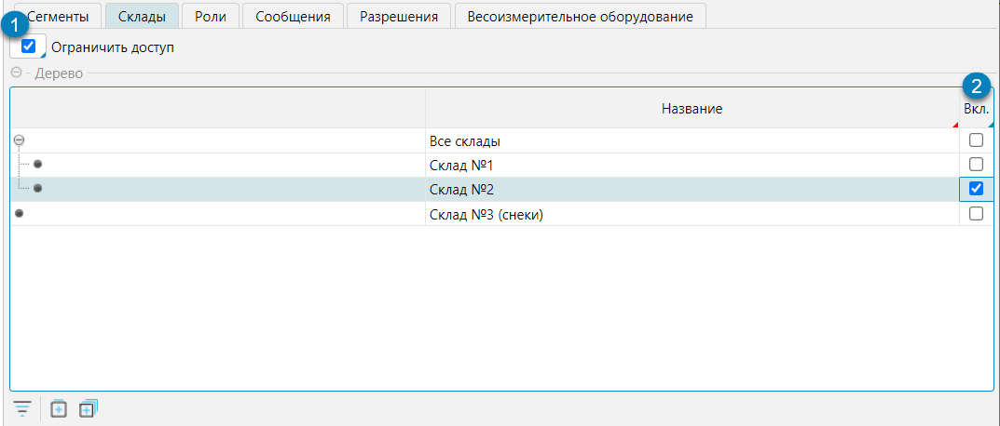 Сегменты Склады Роли Сообщения Разрешения Весоизмерительное оборудование
1
Ограничить доступ
Дерево
2
Название Вкл.
Все склады
Склад №1
Склад №2
Склад №3 (снеки)